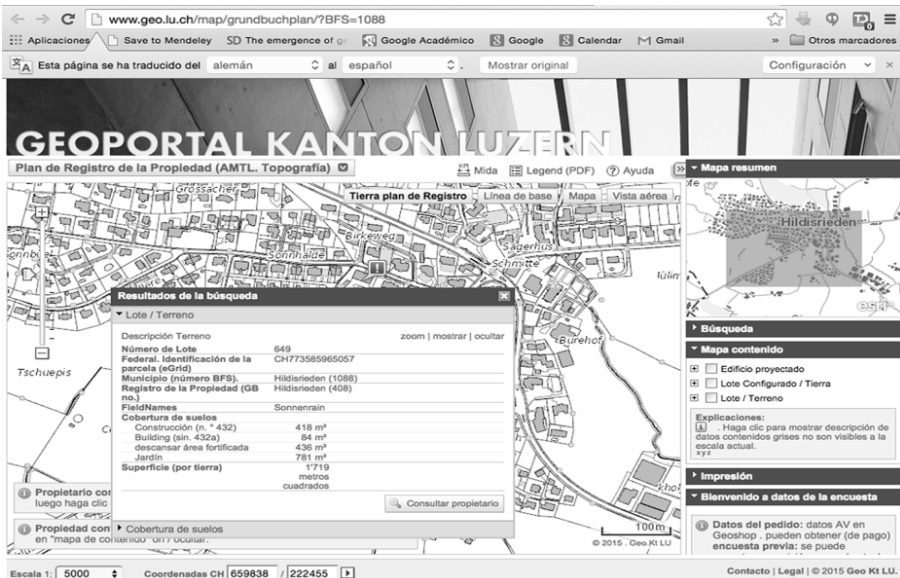 www.geo.lu.ch/map/grundbuchplan/?BFS=1088
Aplicaciones Save to Mendeley SD The emergence of Google Académico Google Calendar Gmail » Otros marcadores
Esta página se ha traducido del alemán al español . Mostrar original Configuración ×
GEOPORTAL KANTON LUZERN
Plan de Registro de la Propiedad (AMTL. Topografía) Mida Legend (PDF) Ayuda
Mapa resumen
Tierra plan de Registro Línea de base Mapa Vista aérea
Grossacher
Birkeweg
Sonnhalde
Sagerhus
Schmitte
Burehof
Tschuepis
Hildisrieden
esri
Resultados de la búsqueda
Lote / Terreno
Descripción Terreno zoom | mostrar | ocultar
Número de Lote 649
Federal. Identificación de la parcela (eGrid) CH773585965057
Municipio (número BFS). Hildisrieden (1088)
Registro de la Propiedad (GB no.) Hildisrieden (408)
FieldNames Sonnenrain
Cobertura de suelos
Construcción (n. ° 432) 418 m²
Building (sin. 432a) 84 m²
descansar área fortificada 436 m²
Jardín 781 m²
Superficie (por tierra) 1'719
metros
cuadrados
Consultar propietario
Cobertura de suelos
Propietario con
luego haga clic
Propiedad con
en "mapa de contenido" on / ocultar.
100m
© 2015 . Geo Kt LU
Búsqueda
Mapa contenido
Edificio proyectado
Lote Configurado / Tierra
Lote / Terreno
Explicaciones:
. Haga clic para mostrar descripción de
datos contenidos grises no son visibles a la
escala actual.
xyz
Impresión
Bienvenido a datos de la encuesta
Datos del pedido: datos AV en
Geoshop . pueden obtener (de pago)
encuesta previa: se puede
Escala 1: 5000 Coordenadas CH 659838 / 222455
Contacto | Legal | © 2015 Geo Kt LU.